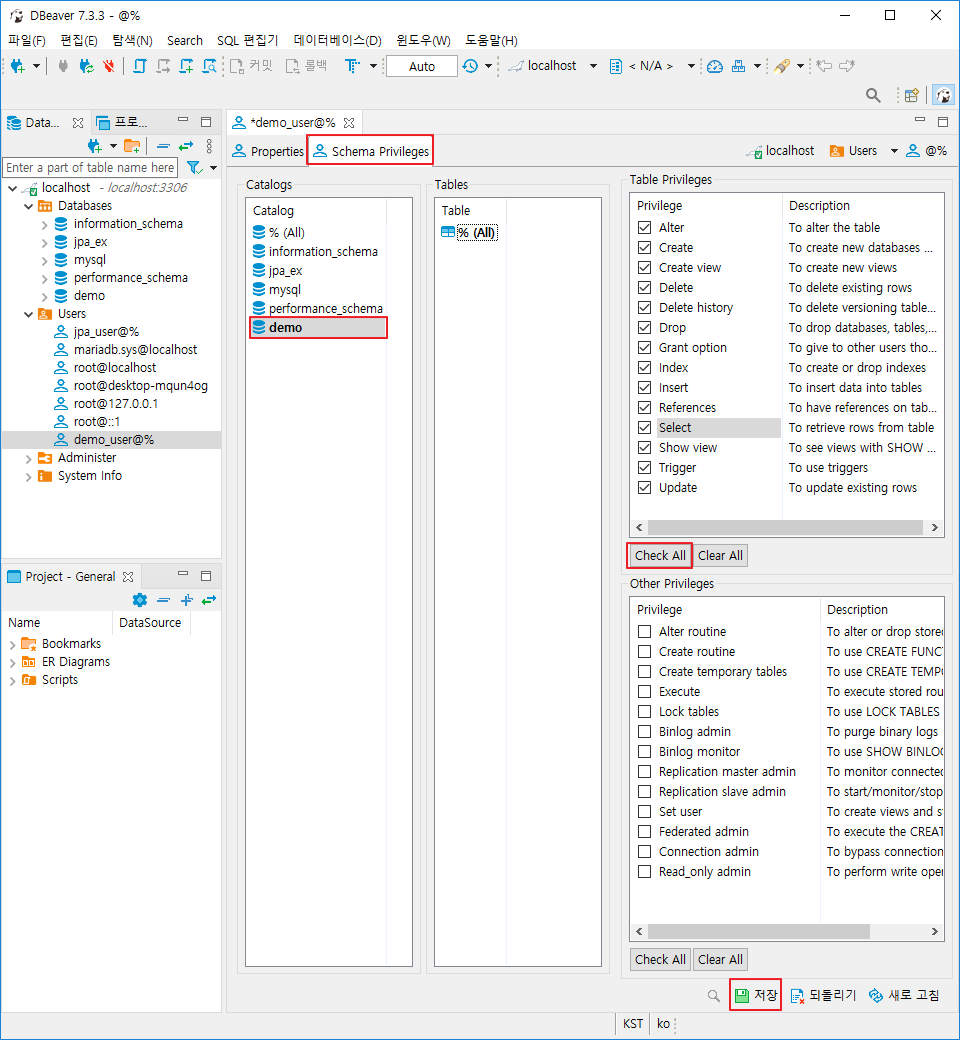 DBeaver 7.3.3 - @%
파일(F) 편집(E) 탐색(N) Search SQL 편집기 데이터베이스(D) 윈도우(W) 도움말(H)
커밋 롤백 Auto localhost < N/A >
Data... 프로...
Enter a part of table name here
localhost - localhost:3306
Databases
information_schema
jpa_ex
mysql
performance_schema
demo
Users
jpa_user@%
mariadb.sys@localhost
root@localhost
root@desktop-mqun4og
root@127.0.0.1
root@::1
demo_user@%
Administer
System Info
Project - General
Name DataSource
Bookmarks
ER Diagrams
Scripts
*demo_user@%
Properties Schema Privileges localhost Users @%
Catalogs
Catalog
% (All)
information_schema
jpa_ex
mysql
performance_schema
demo
Tables
Table
% (All)
Table Privileges
Privilege Description
Alter To alter the table
Create To create new databases ...
Create view To create new views
Delete To delete existing rows
Delete history To delete versioning table...
Drop To drop databases, tables,...
Grant option To give to other users tho...
Index To create or drop indexes
Insert To insert data into tables
References To have references on tab...
Select To retrieve rows from table
Show view To see views with SHOW ...
Trigger To use triggers
Update To update existing rows
Check All Clear All
Other Privileges
Privilege Description
Alter routine To alter or drop stored
Create routine To use CREATE FUNC
Create temporary tables To use CREATE TEMPO
Execute To execute stored rou
Lock tables To use LOCK TABLES
Binlog admin To purge binary logs
Binlog monitor To use SHOW BINLOG
Replication master admin To monitor connected
Replication slave admin To start/monitor/stop
Set user To create views and s
Federated admin To execute the CREAT
Connection admin To bypass connection
Read_only admin To perform write oper
Check All Clear All
저장 되돌리기 새로 고침
KST ko